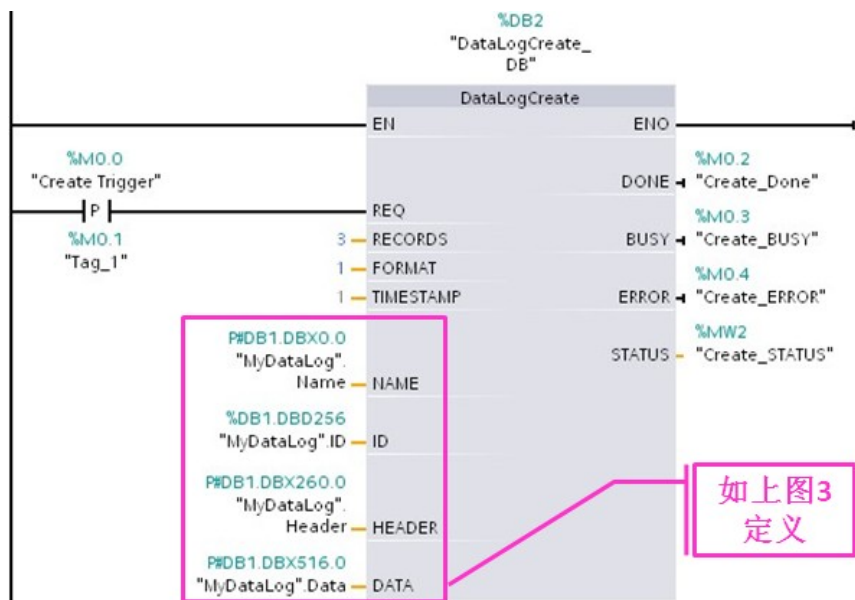 %DB2
"DataLogCreate_
DB"
DataLogCreate
EN
ENO
%M0.0
"Create Trigger"
P
%M0.1
"Tag_1"
REQ
3
RECORDS
1
FORMAT
1
TIMESTAMP
%M0.2
DONE
"Create_Done"
%M0.3
BUSY
"Create_BUSY"
%M0.4
ERROR
"Create_ERROR"
%MW2
STATUS
"Create_STATUS"
P#DB1.DBX0.0
"MyDataLog".
Name
NAME
%DB1.DBD256
"MyDataLog".ID
ID
P#DB1.DBX260.0
"MyDataLog".
Header
HEADER
P#DB1.DBX516.0
"MyDataLog".Data
DATA
如上图3
定义